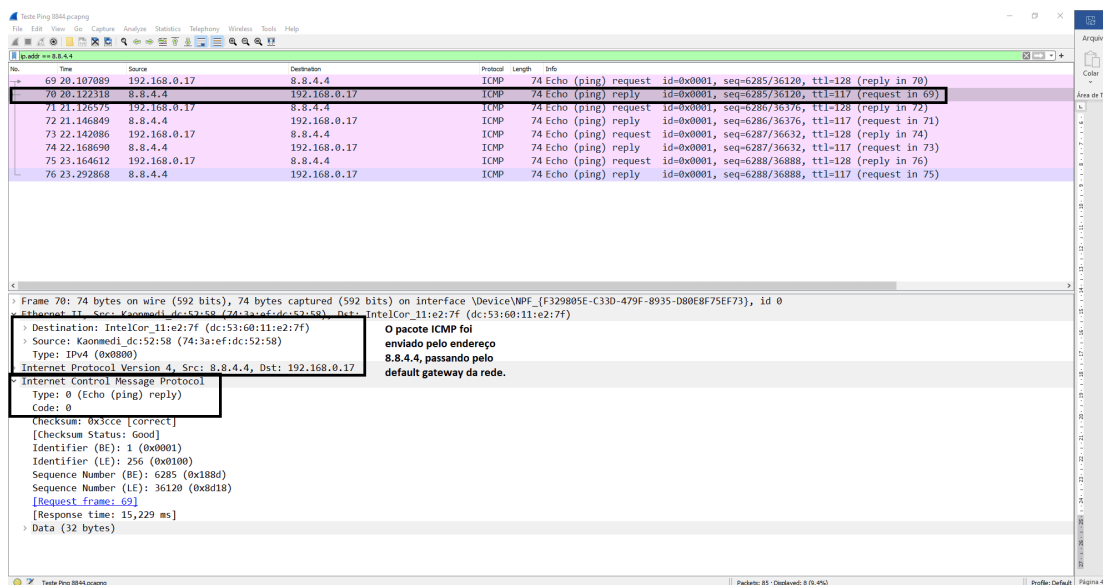 Teste Ping 8844.pcapng
File Edit View Go Capture Analyze Statistics Telephony Wireless Tools Help
ip.addr == 8.8.4.4
No. Time Source Destination Protocol Length Info
69 20.107089 192.168.0.17 8.8.4.4 ICMP 74 Echo (ping) request id=0x0001, seq=6285/36120, ttl=128 (reply in 70)
70 20.122318 8.8.4.4 192.168.0.17 ICMP 74 Echo (ping) reply id=0x0001, seq=6285/36120, ttl=117 (request in 69)
71 21.126575 192.168.0.17 8.8.4.4 ICMP 74 Echo (ping) request id=0x0001, seq=6286/36376, ttl=128 (reply in 72)
72 21.146849 8.8.4.4 192.168.0.17 ICMP 74 Echo (ping) reply id=0x0001, seq=6286/36376, ttl=117 (request in 71)
73 22.142086 192.168.0.17 8.8.4.4 ICMP 74 Echo (ping) request id=0x0001, seq=6287/36632, ttl=128 (reply in 74)
74 22.168690 8.8.4.4 192.168.0.17 ICMP 74 Echo (ping) reply id=0x0001, seq=6287/36632, ttl=117 (request in 73)
75 23.164612 192.168.0.17 8.8.4.4 ICMP 74 Echo (ping) request id=0x0001, seq=6288/36888, ttl=128 (reply in 76)
76 23.292868 8.8.4.4 192.168.0.17 ICMP 74 Echo (ping) reply id=0x0001, seq=6288/36888, ttl=117 (request in 75)
Frame 70: 74 bytes on wire (592 bits), 74 bytes captured (592 bits) on interface \Device\NPF_{F329805E-C33D-479F-8935-D80E8F75EF73}, id 0
Ethernet II, Src: Kaonmedi_dc:52:58 (74:3a:ef:dc:52:58), Dst: IntelCor_11:e2:7f (dc:53:60:11:e2:7f)
Destination: IntelCor_11:e2:7f (dc:53:60:11:e2:7f)
Source: Kaonmedi_dc:52:58 (74:3a:ef:dc:52:58)
Type: IPv4 (0x0800)
Internet Protocol Version 4, Src: 8.8.4.4, Dst: 192.168.0.17
O pacote ICMP foi
enviado pelo endereço
8.8.4.4, passando pelo
default gateway da rede.
Internet Control Message Protocol
Type: 0 (Echo (ping) reply)
Code: 0
Checksum: 0x3cce [correct]
[Checksum Status: Good]
Identifier (BE): 1 (0x0001)
Identifier (LE): 256 (0x0100)
Sequence Number (BE): 6285 (0x188d)
Sequence Number (LE): 36120 (0x8d18)
[Request frame: 69]
[Response time: 15,229 ms]
Data (32 bytes)
Teste Ping 8844.pcapng
Packets: 85 · Displayed: 8 (9.4%)
Profile: Default
Arquiv
Colar
Área de T
Página 4